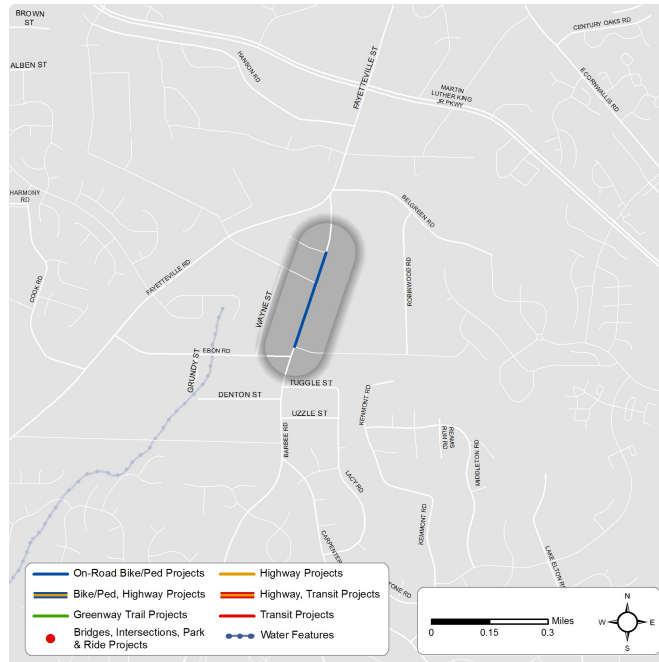 BROWN
ST
ALBEN ST
HANSON RD
FAYETTEVILLE ST
CENTURY OAKS RD
E CORNWALLIS RD
MARTIN
LUTHER KING
JR PKWY
HARMONY
RD
BELGREEN RD
FAYETTEVILLE RD
COOK RD
WAYNE ST
ROBINWOOD RD
GRUNDY ST
EBON RD
DENTON ST
TUGGLE ST
UZZLE ST
BARBEE RD
KENMONT RD
REAMS
RUN RD
MIDDLETON RD
LACY RD
KEMMONT RD
CARPENTER
LAKE ELTON RD
On-Road Bike/Ped Projects
Bike/Ped, Highway Projects
Greenway Trail Projects
Bridges, Intersections, Park
& Ride Projects
Highway Projects
Highway, Transit Projects
Transit Projects
Water Features
Miles
0
0.15
0.3
N
W
E
S